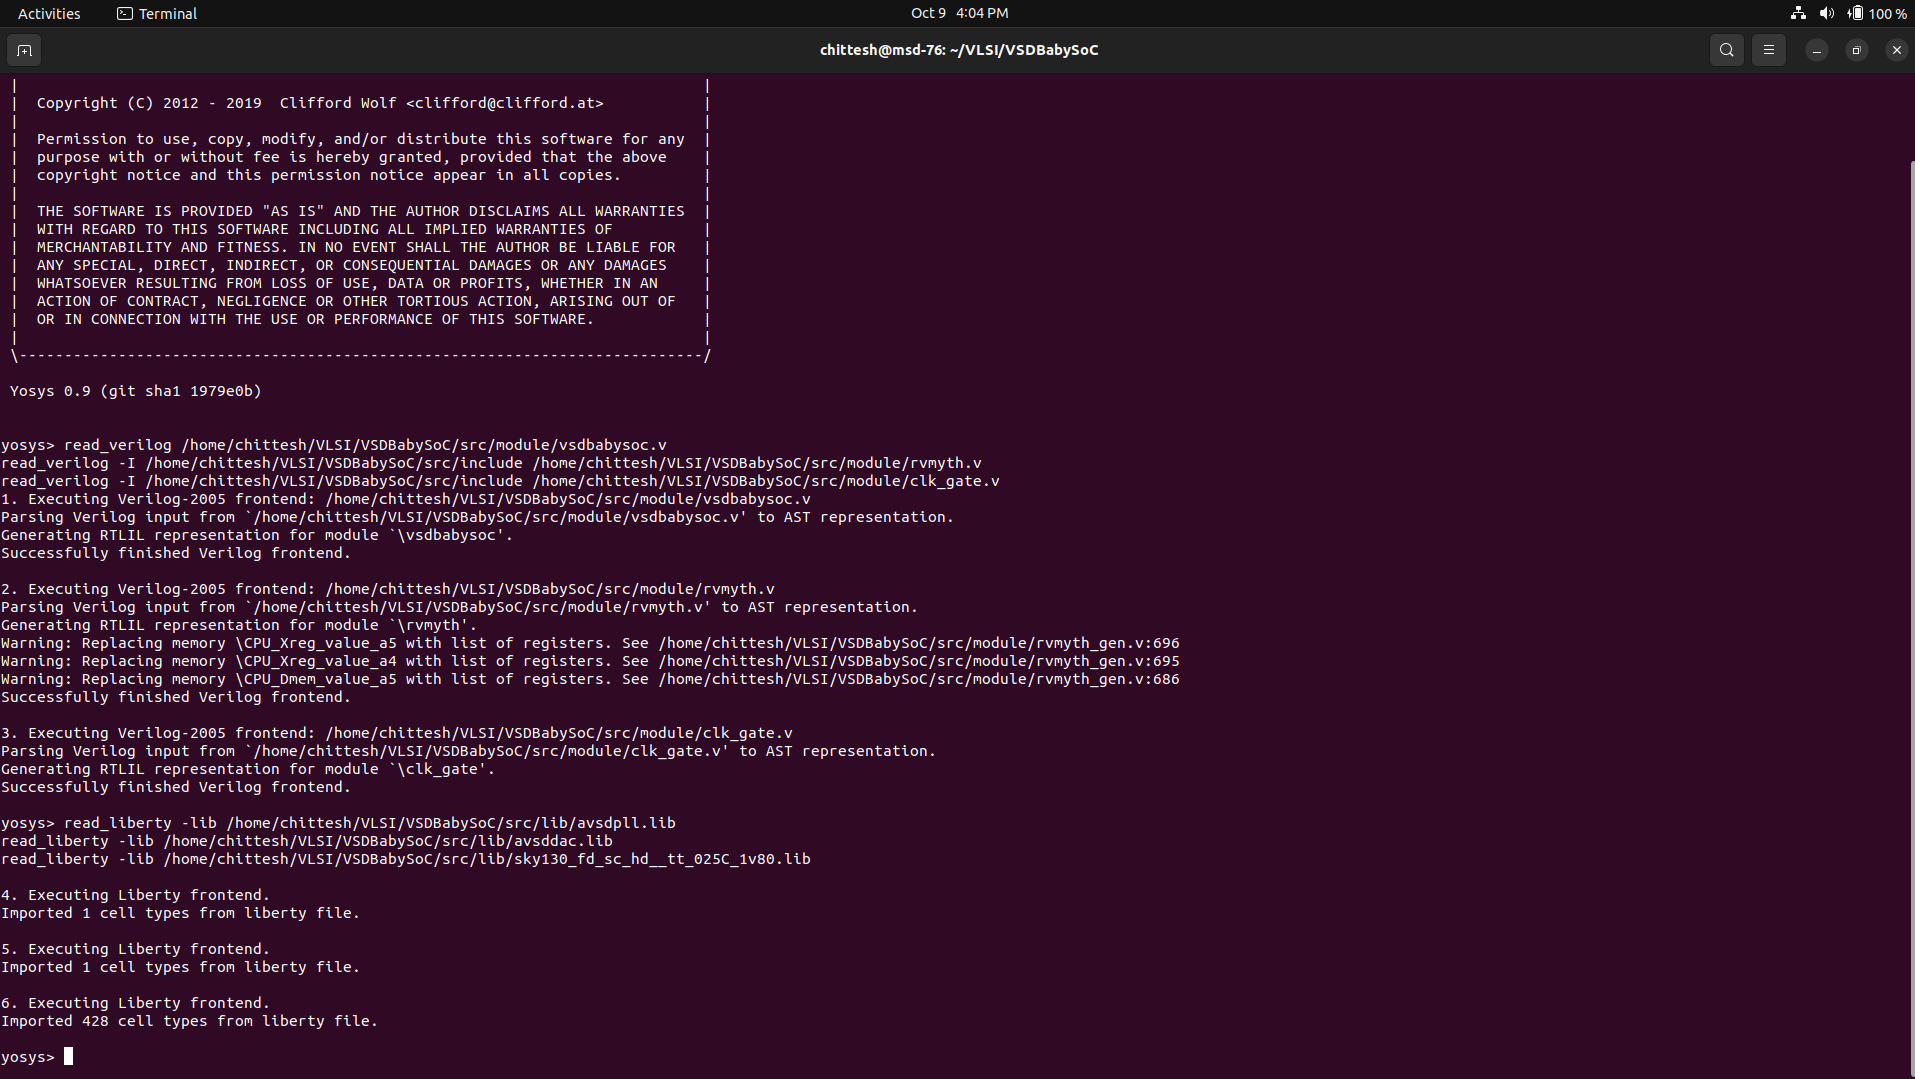 Activities
Terminal
Oct 9 4:04 PM
100 %
chittesh@msd-76: ~/VLSI/VSDBabySoC
| |
| Copyright (C) 2012 - 2019  Clifford Wolf <clifford@clifford.at> |
| |
| Permission to use, copy, modify, and/or distribute this software for any |
| purpose with or without fee is hereby granted, provided that the above |
| copyright notice and this permission notice appear in all copies. |
| |
| THE SOFTWARE IS PROVIDED "AS IS" AND THE AUTHOR DISCLAIMS ALL WARRANTIES |
| WITH REGARD TO THIS SOFTWARE INCLUDING ALL IMPLIED WARRANTIES OF |
| MERCHANTABILITY AND FITNESS. IN NO EVENT SHALL THE AUTHOR BE LIABLE FOR |
| ANY SPECIAL, DIRECT, INDIRECT, OR CONSEQUENTIAL DAMAGES OR ANY DAMAGES |
| WHATSOEVER RESULTING FROM LOSS OF USE, DATA OR PROFITS, WHETHER IN AN |
| ACTION OF CONTRACT, NEGLIGENCE OR OTHER TORTIOUS ACTION, ARISING OUT OF |
| OR IN CONNECTION WITH THE USE OR PERFORMANCE OF THIS SOFTWARE. |
| |
\----------------------------------------------------------------------------/
Yosys 0.9 (git sha1 1979e0b)
yosys> read_verilog /home/chittesh/VLSI/VSDBabySoC/src/module/vsdbabysoc.v
read_verilog -I /home/chittesh/VLSI/VSDBabySoC/src/include /home/chittesh/VLSI/VSDBabySoC/src/module/rvmyth.v
read_verilog -I /home/chittesh/VLSI/VSDBabySoC/src/include /home/chittesh/VLSI/VSDBabySoC/src/module/clk_gate.v
1. Executing Verilog-2005 frontend: /home/chittesh/VLSI/VSDBabySoC/src/module/vsdbabysoc.v
Parsing Verilog input from `/home/chittesh/VLSI/VSDBabySoC/src/module/vsdbabysoc.v' to AST representation.
Generating RTLIL representation for module `\vsdbabysoc'.
Successfully finished Verilog frontend.
2. Executing Verilog-2005 frontend: /home/chittesh/VLSI/VSDBabySoC/src/module/rvmyth.v
Parsing Verilog input from `/home/chittesh/VLSI/VSDBabySoC/src/module/rvmyth.v' to AST representation.
Generating RTLIL representation for module `\rvmyth'.
Warning: Replacing memory \CPU_Xreg_value_a5 with list of registers. See /home/chittesh/VLSI/VSDBabySoC/src/module/rvmyth_gen.v:696
Warning: Replacing memory \CPU_Xreg_value_a4 with list of registers. See /home/chittesh/VLSI/VSDBabySoC/src/module/rvmyth_gen.v:695
Warning: Replacing memory \CPU_Dmem_value_a5 with list of registers. See /home/chittesh/VLSI/VSDBabySoC/src/module/rvmyth_gen.v:686
Successfully finished Verilog frontend.
3. Executing Verilog-2005 frontend: /home/chittesh/VLSI/VSDBabySoC/src/module/clk_gate.v
Parsing Verilog input from `/home/chittesh/VLSI/VSDBabySoC/src/module/clk_gate.v' to AST representation.
Generating RTLIL representation for module `\clk_gate'.
Successfully finished Verilog frontend.
yosys> read_liberty -lib /home/chittesh/VLSI/VSDBabySoC/src/lib/avsdpll.lib
read_liberty -lib /home/chittesh/VLSI/VSDBabySoC/src/lib/avsddac.lib
read_liberty -lib /home/chittesh/VLSI/VSDBabySoC/src/lib/sky130_fd_sc_hd__tt_025C_1v80.lib
4. Executing Liberty frontend.
Imported 1 cell types from liberty file.
5. Executing Liberty frontend.
Imported 1 cell types from liberty file.
6. Executing Liberty frontend.
Imported 428 cell types from liberty file.
yosys>